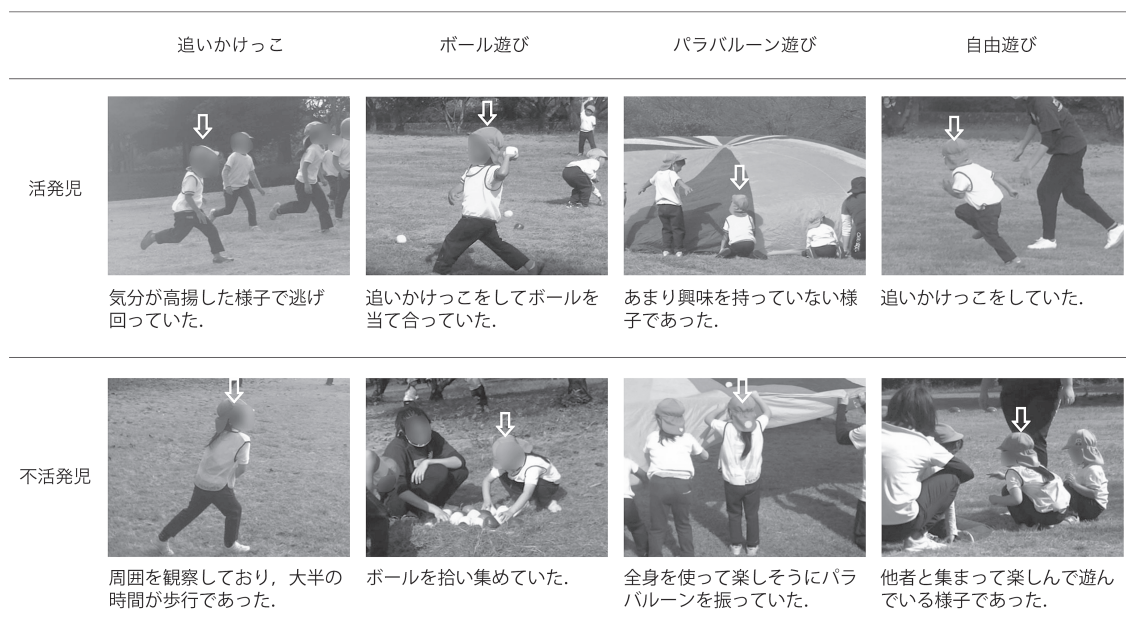 追いかけっこ
ボール遊び
パラバルーン遊び
自由遊び
活発児
気分が高揚した様子で逃げ
回っていた.
追いかけっこをしてボールを
当て合っていた.
あまり興味を持っていない様
子であった.
追いかけっこをしていた.
不活発児
周囲を観察しており，大半の
時間が歩行であった.
ボールを拾い集めていた.
全身を使って楽しそうにパラ
バルーンを振っていた.
他者と集まって楽しんで遊ん
でいる様子であった.